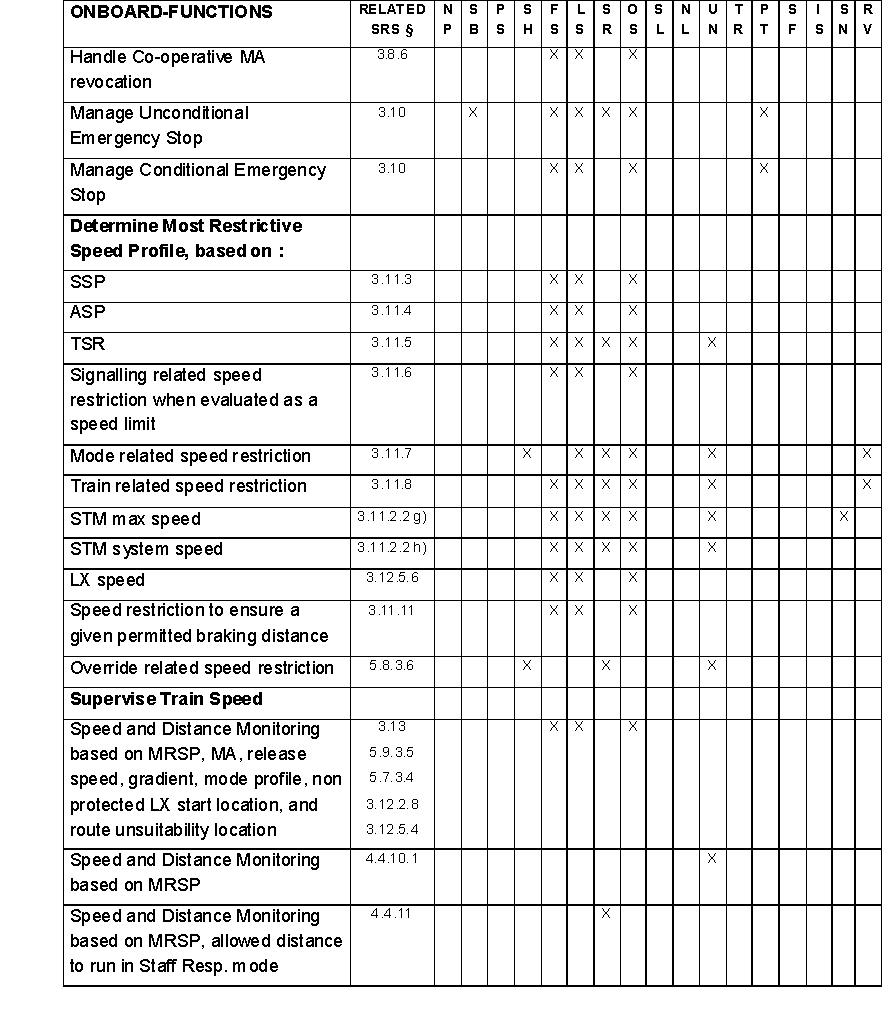 ONBOARD-FUNCTIONS RELATED SRS § NP SB PS SH FS LS SR OS SL NL UN TR PT SF IS SN RV
Handle Co-operative MA 3.8.6 X X X
revocation
Manage Unconditional 3.10 X X X X X X
Emergency Stop
Manage Conditional Emergency 3.10 X X X X
Stop
Determine Most Restrictive
Speed Profile, based on :
SSP 3.11.3 X X X
ASP 3.11.4 X X X
TSR 3.11.5 X X X X X
Signalling related speed 3.11.6 X X X
restriction when evaluated as a
speed limit
Mode related speed restriction 3.11.7 X X X X X X
Train related speed restriction 3.11.8 X X X X X X
STM max speed 3.11.2.2 g) X X X X X X
STM system speed 3.11.2.2 h) X X X X X
LX speed 3.12.5.6 X X X
Speed restriction to ensure a 3.11.11 X X X
given permitted braking distance
Override related speed restriction 5.8.3.6 X X X
Supervise Train Speed
Speed and Distance Monitoring 3.13 X X X
based on MRSP, MA, release 5.9.3.5
speed, gradient, mode profile, non 5.7.3.4
protected LX start location, and 3.12.2.8
route unsuitability location 3.12.5.4
Speed and Distance Monitoring 4.4.10.1 X
based on MRSP
Speed and Distance Monitoring 4.4.11 X
based on MRSP, allowed distance
to run in Staff Resp. mode